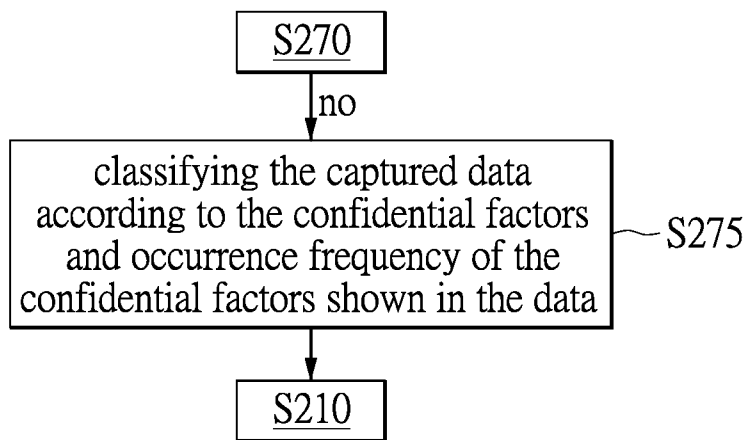 S270
no
classifying the captured data
according to the confidential factors
and occurrence frequency of the
confidential factors shown in the data
S275
S210